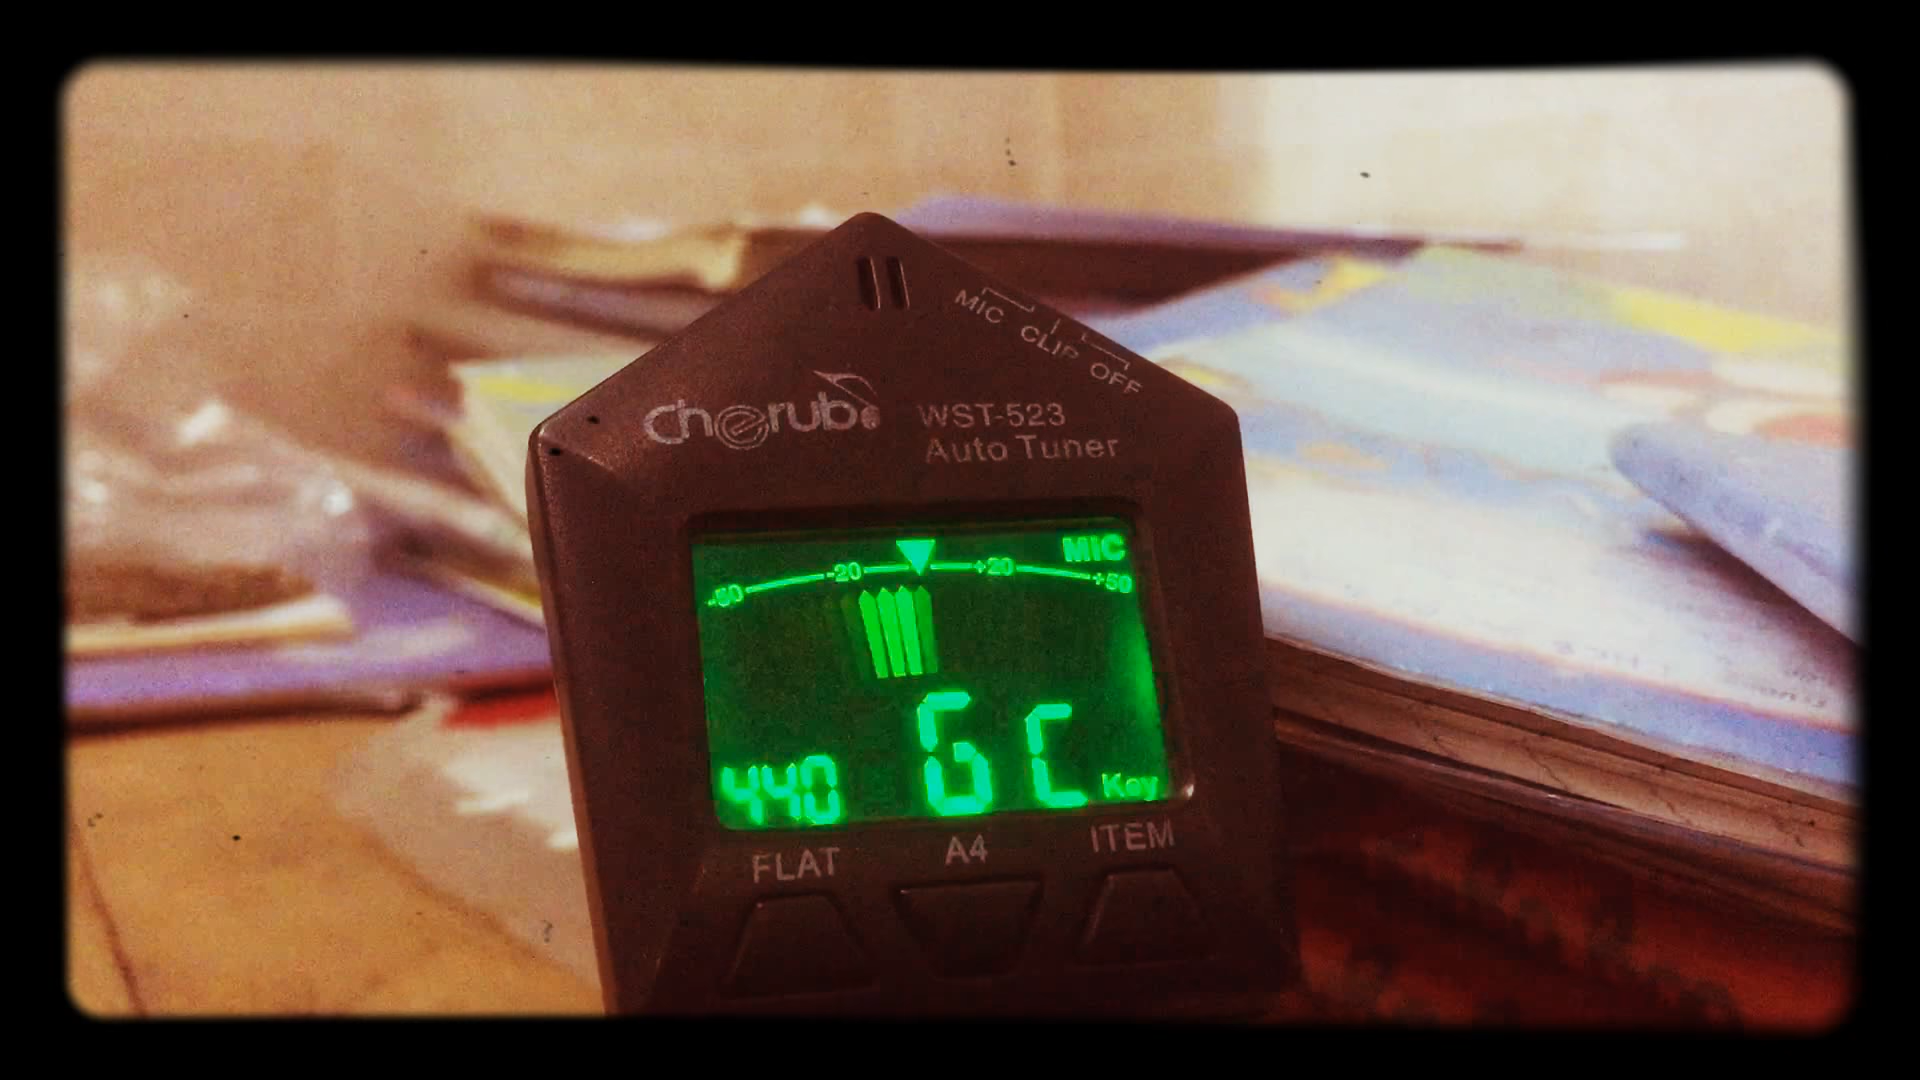 MIC CLIP OFF
cherub
WST-523
Auto Tuner
MIC
-50 -20 +20 +50
440 G C Key
FLAT A4 ITEM